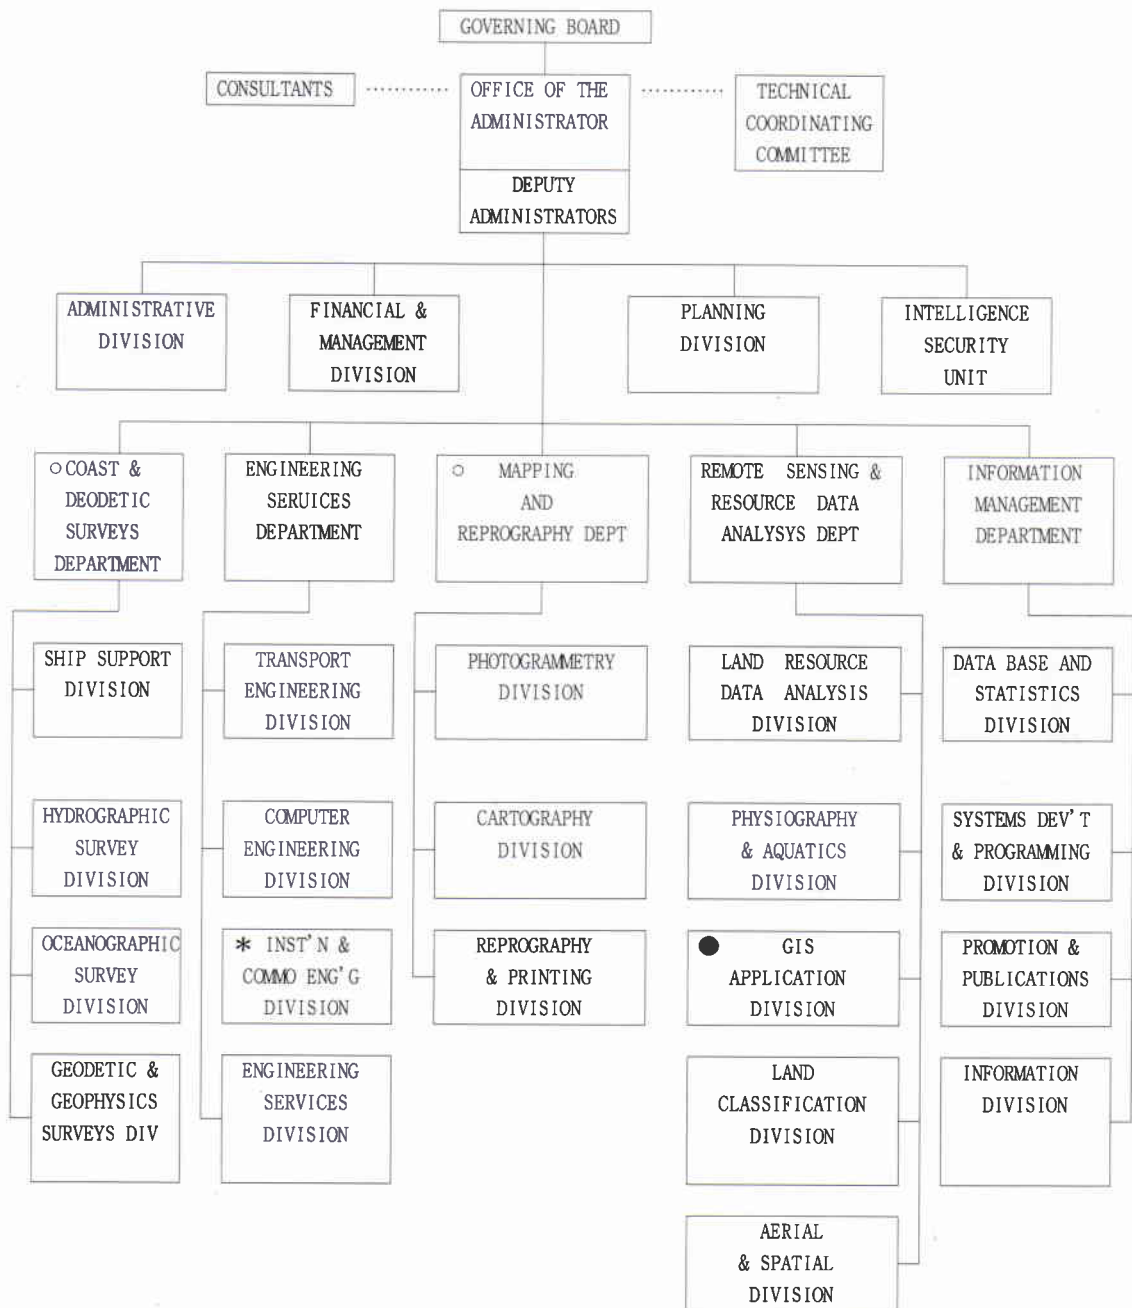 GOVERNING BOARD
CONSULTANTS
OFFICE OF THE
ADMINISTRATOR
TECHNICAL
COORDINATING
COMMITTEE
DEPUTY
ADMINISTRATORS
ADMINISTRATIVE
DIVISION
FINANCIAL &
MANAGEMENT
DIVISION
PLANNING
DIVISION
INTELLIGENCE
SECURITY
UNIT
○ COAST &
DEODETIC
SURVEYS
DEPARTMENT
ENGINEERING
SERUICES
DEPARTMENT
○ MAPPING
AND
REPROGRAPHY DEPT
REMOTE SENSING &
RESOURCE DATA
ANALYSYS DEPT
INFORMATION
MANAGEMENT
DEPARTMENT
SHIP SUPPORT
DIVISION
HYDROGRAPHIC
SURVEY
DIVISION
OCEANOGRAPHIC
SURVEY
DIVISION
GEODETIC &
GEOPHYSICS
SURVEYS DIV
TRANSPORT
ENGINEERING
DIVISION
COMPUTER
ENGINEERING
DIVISION
* INST'N &
COMMO ENG'G
DIVISION
ENGINEERING
SERVICES
DIVISION
PHOTOGRAMMETRY
DIVISION
CARTOGRAPHY
DIVISION
REPROGRAPHY
& PRINTING
DIVISION
LAND RESOURCE
DATA ANALYSIS
DIVISION
PHYSIOGRAPHY
& AQUATICS
DIVISION
● GIS
APPLICATION
DIVISION
LAND
CLASSIFICATION
DIVISION
AERIAL
& SPATIAL
DIVISION
DATA BASE AND
STATISTICS
DIVISION
SYSTEMS DEV'T
& PROGRAMMING
DIVISION
PROMOTION &
PUBLICATIONS
DIVISION
INFORMATION
DIVISION